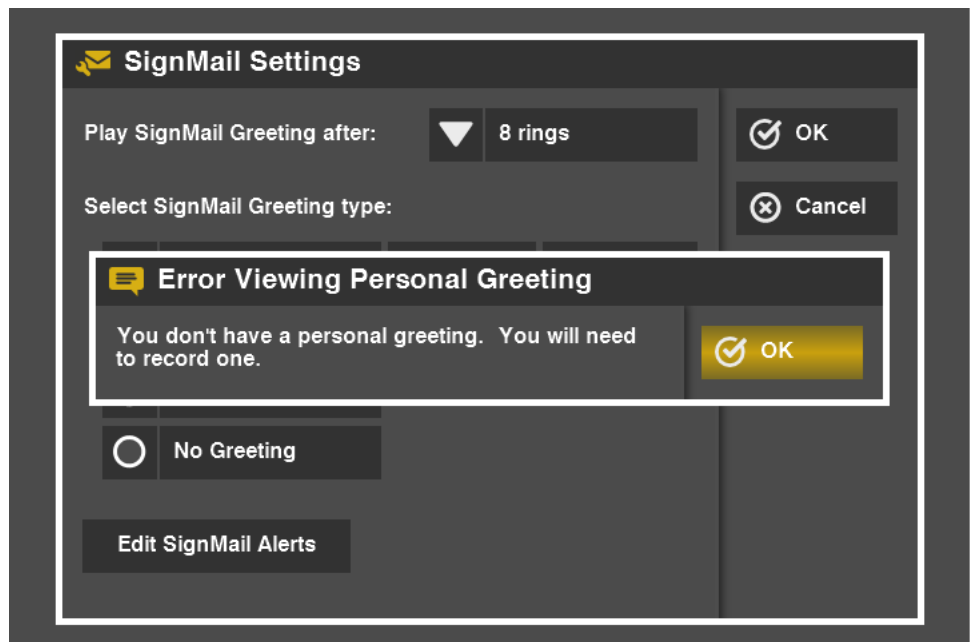 SignMail Settings
Play SignMail Greeting after:
8 rings
OK
Select SignMail Greeting type:
Cancel
Error Viewing Personal Greeting
You don't have a personal greeting.  You will need
to record one.
OK
No Greeting
Edit SignMail Alerts